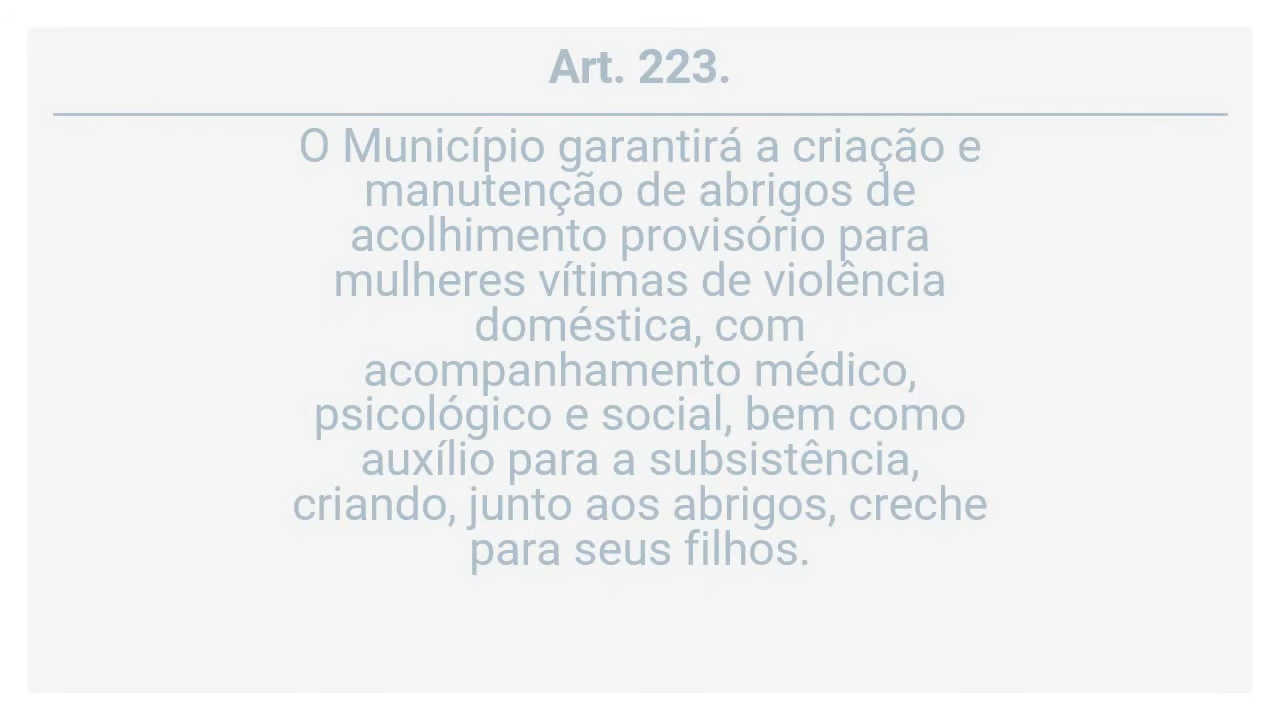 Art. 223.
O Município garantirá a criação e
manutenção de abrigos de
acolhimento provisório para
mulheres vítimas de violência
doméstica, com
acompanhamento médico,
psicológico e social, bem como
auxílio para a subsistência,
criando, junto aos abrigos, creche
para seus filhos.